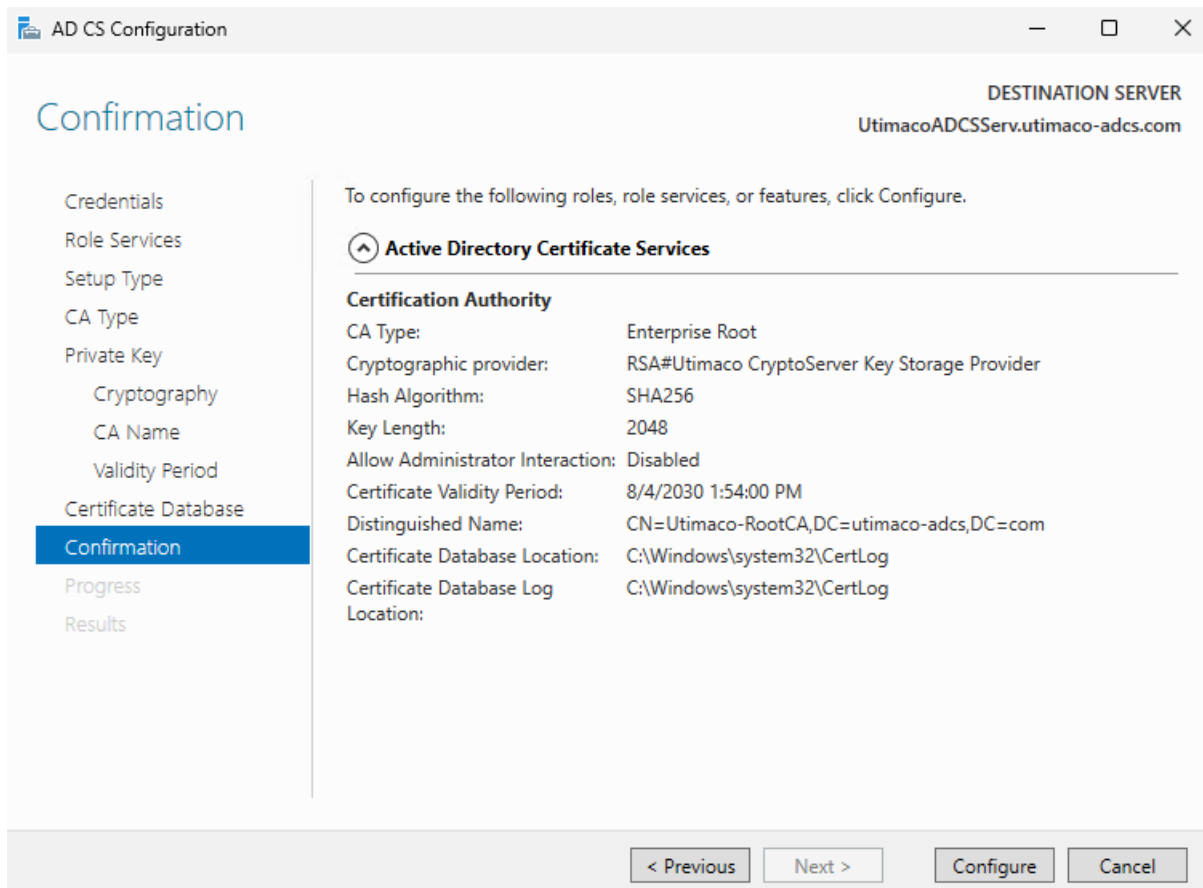 AD CS Configuration
DESTINATION SERVER
UtimacoADCSServ.utimaco-adcs.com
Confirmation
Credentials
Role Services
Setup Type
CA Type
Private Key
Cryptography
CA Name
Validity Period
Certificate Database
Confirmation
Progress
Results
To configure the following roles, role services, or features, click Configure.
Active Directory Certificate Services
Certification Authority
CA Type: Enterprise Root
Cryptographic provider: RSA#Utimaco CryptoServer Key Storage Provider
Hash Algorithm: SHA256
Key Length: 2048
Allow Administrator Interaction: Disabled
Certificate Validity Period: 8/4/2030 1:54:00 PM
Distinguished Name: CN=Utimaco-RootCA,DC=utimaco-adcs,DC=com
Certificate Database Location: C:\Windows\system32\CertLog
Certificate Database Log C:\Windows\system32\CertLog
Location:
< Previous Next > Configure Cancel